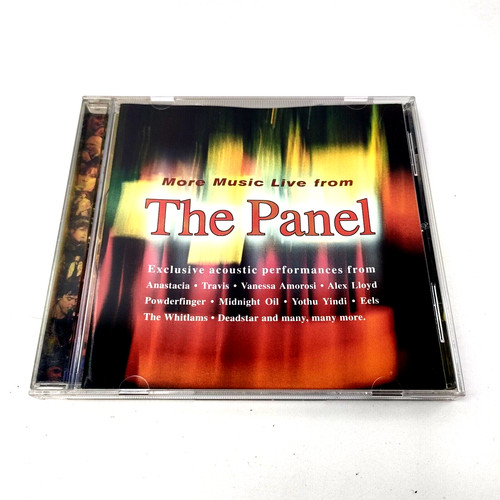 More Music Live from
The Panel
Exclusive acoustic performances from
Anastacia • Travis • Vanessa Amorosi • Alex Lloyd
Powderfinger • Midnight Oil • Yothu Yindi • Eels
The Whitlams • Deadstar and many, many more.